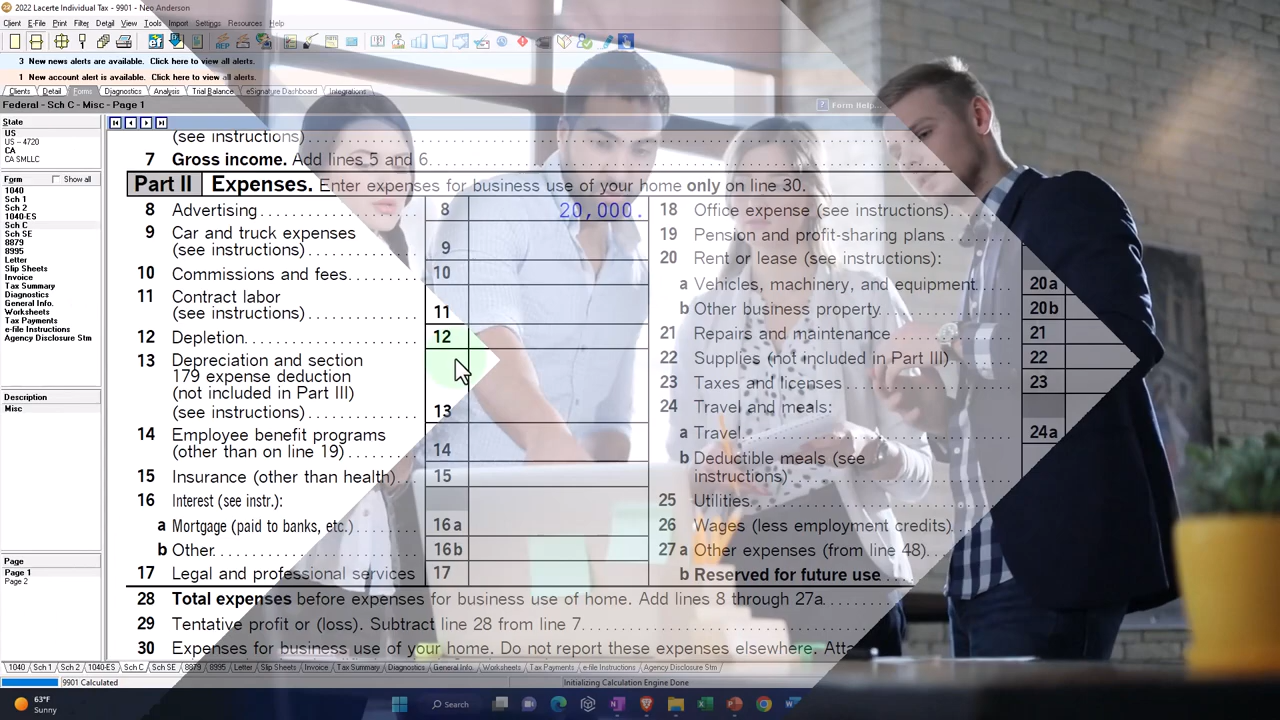 2022 Lacerte Individual Tax - 9901 - Neo Anderson
Client E-File Print Filter Detail View Tools Import Settings Resources Help
3 New news alerts are available. Click here to view all alerts.
1 New account alert is available. Click here to view all alerts.
Clients Detail Forms Diagnostics Analysis Trial Balance eSignature Dashboard Integrations
Federal - Sch C - Misc - Page 1
Form Help...
State
US
US - 4720
CA
CA SMLLC
Form Show all
1040
Sch 1
Sch 2
1040-ES
Sch C
Sch SE
8879
8995
Letter
Slip Sheets
Invoice
Tax Summary
Diagnostics
General Info.
Worksheets
Tax Payments
e-file Instructions
Agency Disclosure Stm
Description
Misc
Page
Page 1
Page 2
(see instructions)
7 Gross income. Add lines 5 and 6
Part II Expenses. Enter expenses for business use of your home only on line 30.
8 Advertising 8 20,000.
9 Car and truck expenses
(see instructions) 9
10 Commissions and fees 10
11 Contract labor
(see instructions) 11
12 Depletion 12
13 Depreciation and section
179 expense deduction
(not included in Part III)
(see instructions) 13
14 Employee benefit programs
(other than on line 19) 14
15 Insurance (other than health) 15
16 Interest (see instr.):
a Mortgage (paid to banks, etc.) 16a
b Other 16b
17 Legal and professional services 17
18 Office expense (see instructions)
19 Pension and profit-sharing plans
20 Rent or lease (see instructions):
a Vehicles, machinery, and equipment 20a
b Other business property 20b
21 Repairs and maintenance 21
22 Supplies (not included in Part III) 22
23 Taxes and licenses 23
24 Travel and meals:
a Travel 24a
b Deductible meals (see
instructions)
25 Utilities
26 Wages (less employment credits)
27a Other expenses (from line 48)
b Reserved for future use
28 Total expenses before expenses for business use of home. Add lines 8 through 27a
29 Tentative profit or (loss). Subtract line 28 from line 7
30 Expenses for business use of your home. Do not report these expenses elsewhere. Atta
1040 Sch 1 Sch 2 1040-ES Sch C Sch SE 8879 8995 Letter Slip Sheets Invoice Tax Summary Diagnostics General Info. Worksheets Tax Payments e-file Instructions Agency Disclosure Stm
9901 Calculated
Initializing Calculation Engine Done
63°F
Sunny
Search